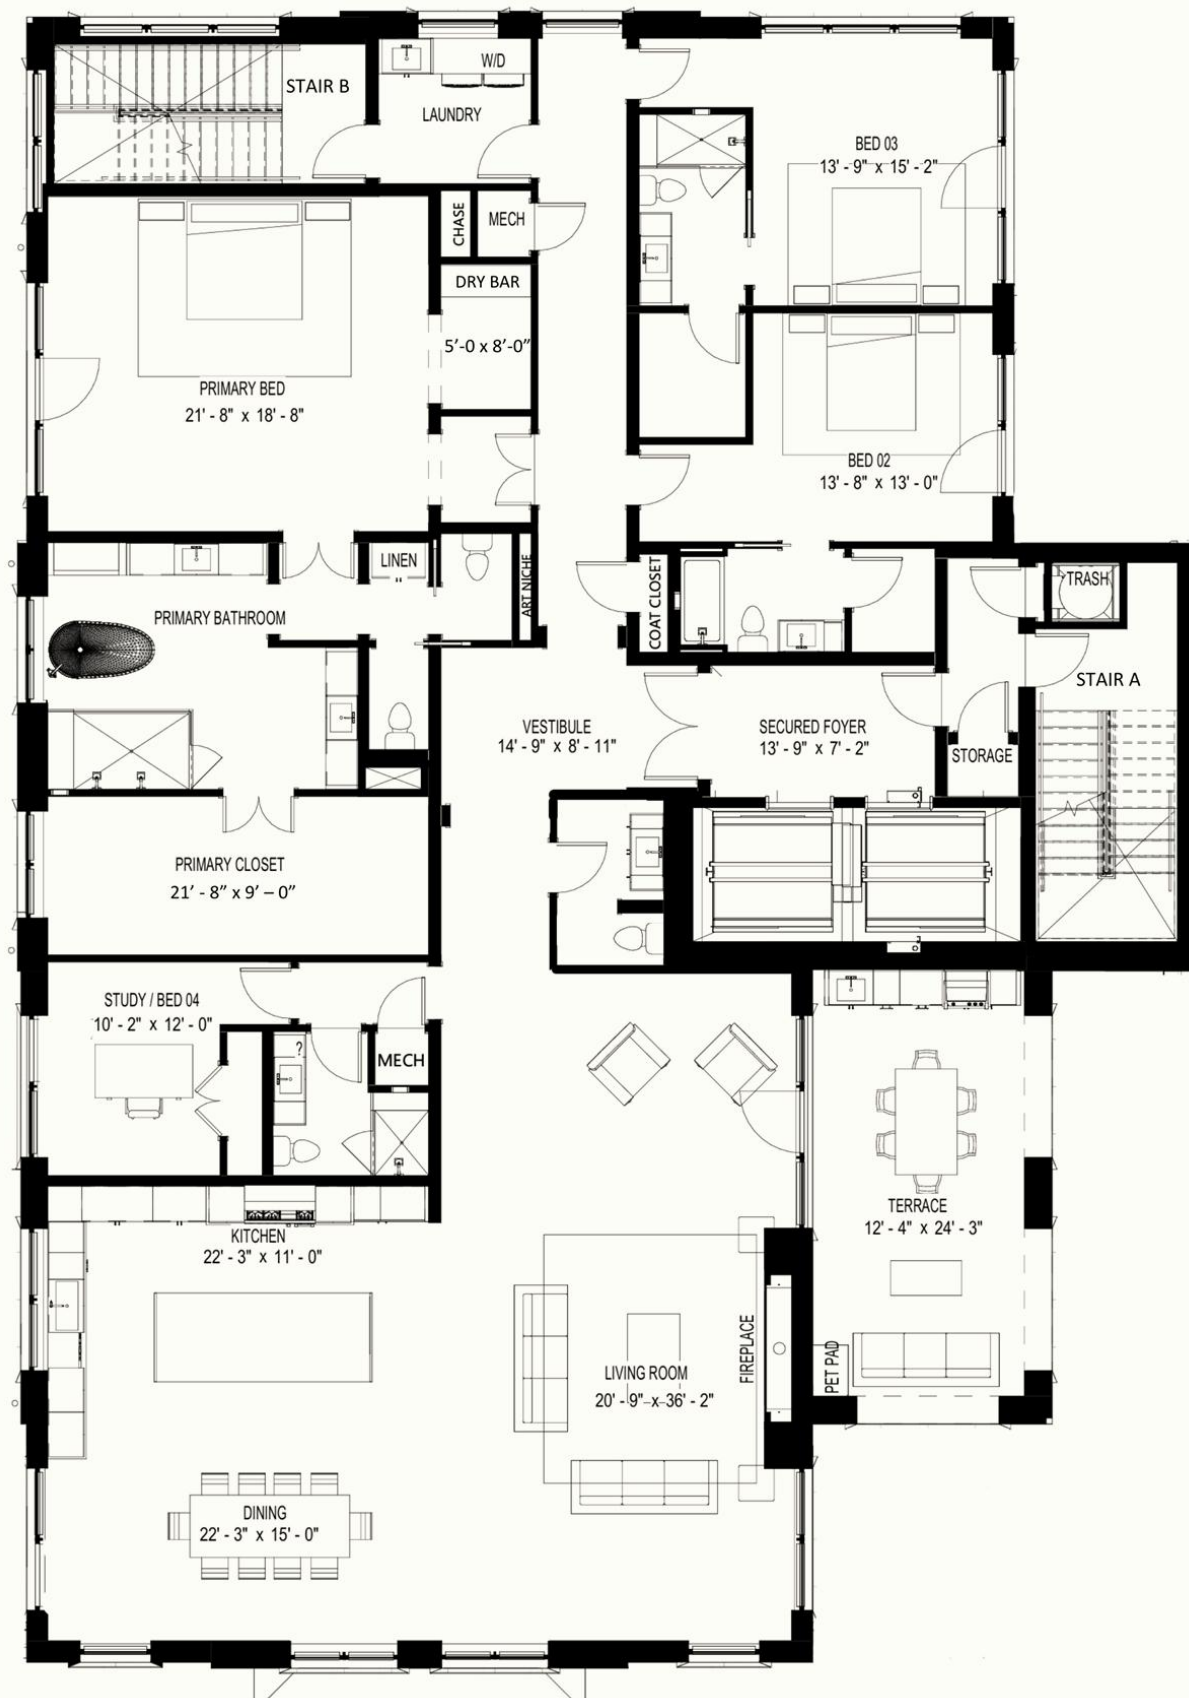 W/D
STAIR B
LAUNDRY
BED 03
13' - 9" x 15' - 2"
CHASE
MECH
DRY BAR
5’-0 x 8’-0”
PRIMARY BED
21' - 8" x 18' - 8"
BED 02
13' - 8" x 13' - 0"
LINEN
ART NICHE
COAT CLOSET
TRASH
PRIMARY BATHROOM
STAIR A
VESTIBULE
14' - 9" x 8' - 11"
SECURED FOYER
13' - 9" x 7' - 2"
STORAGE
PRIMARY CLOSET
21’ - 8” x 9’ – 0”
STUDY / BED 04
10' - 2" x 12' - 0"
?
MECH
TERRACE
12' - 4" x 24' - 3"
KITCHEN
22' - 3" x 11' - 0"
FIREPLACE
PET PAD
LIVING ROOM
20' - 9" x 36' - 2"
DINING
22' - 3" x 15' - 0"